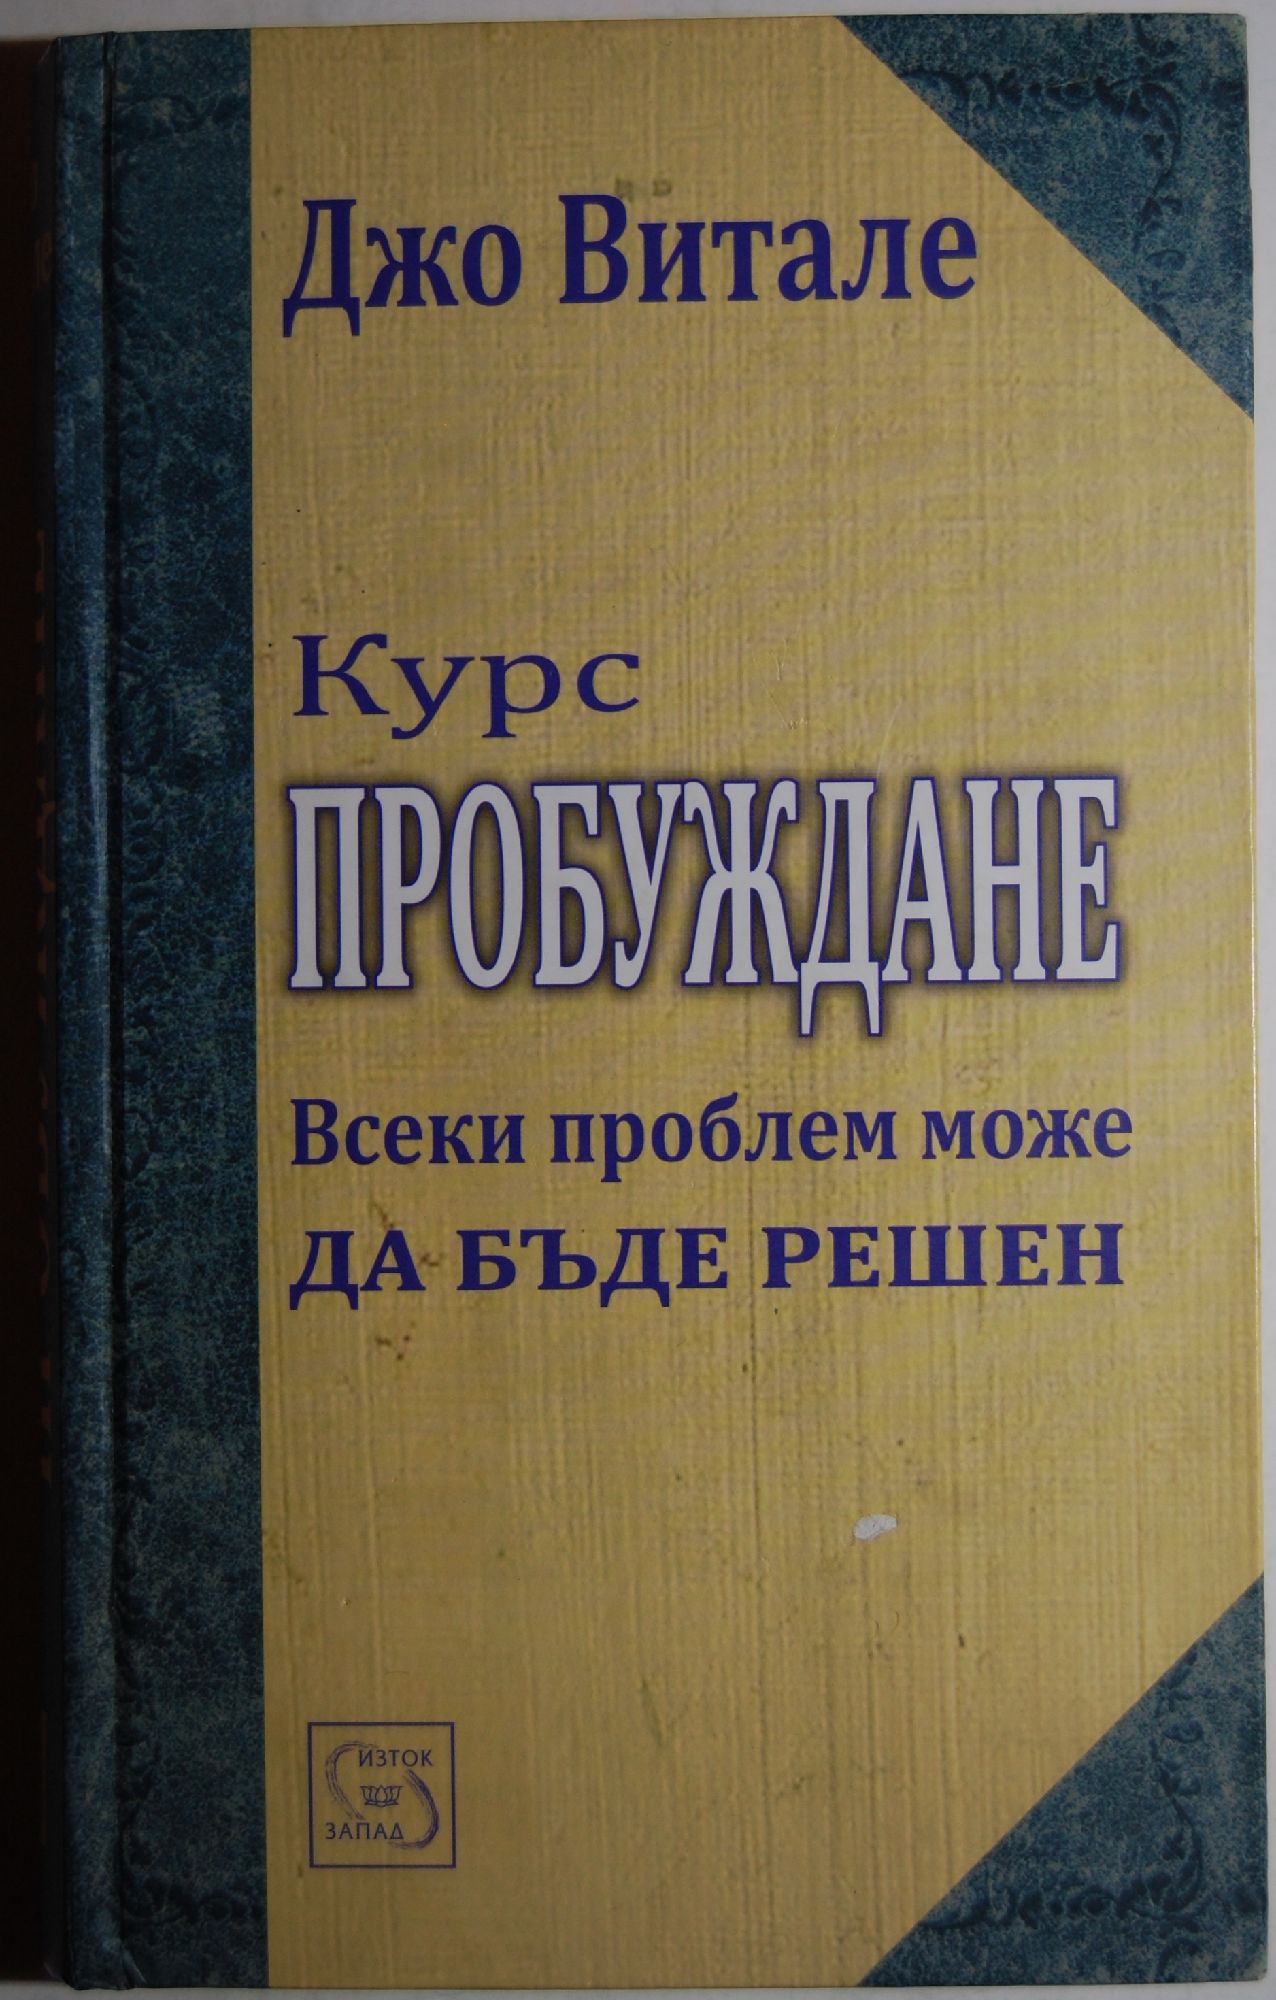 Джо Витале
Курс
ПРОБУЖДАНЕ
Всеки проблем може
ДА БЪДЕ РЕШЕН
ИЗТОК
ЗАПАД